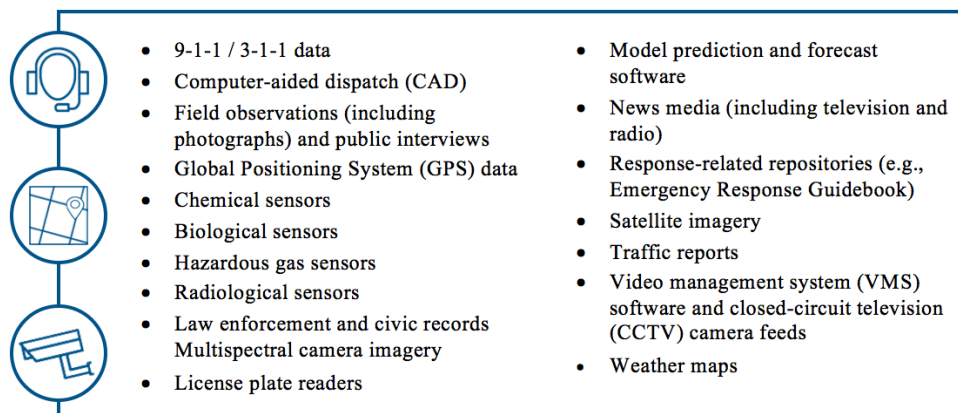 • 9-1-1 / 3-1-1 data
• Computer-aided dispatch (CAD)
• Field observations (including
photographs) and public interviews
• Global Positioning System (GPS) data
• Chemical sensors
• Biological sensors
• Hazardous gas sensors
• Radiological sensors
• Law enforcement and civic records
Multispectral camera imagery
• License plate readers
• Model prediction and forecast
software
• News media (including television and
radio)
• Response-related repositories (e.g.,
Emergency Response Guidebook)
• Satellite imagery
• Traffic reports
• Video management system (VMS)
software and closed-circuit television
(CCTV) camera feeds
• Weather maps